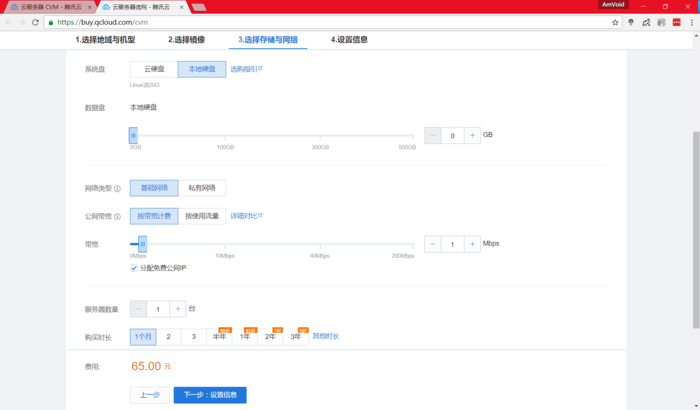 云服务器 CVM - 腾讯云
云服务器选购 - 腾讯云
AmVoid
https://buy.qcloud.com/cvm
1.选择地域与机型
2.选择镜像
3.选择存储与网络
4.设置信息
系统盘
云硬盘
本地硬盘
选购指引
Linux送20G
数据盘
本地硬盘
0
GB
0GB
100GB
300GB
500GB
网络类型
基础网络
私有网络
公网带宽
按带宽计费
按使用流量
详细对比
带宽
1
Mbps
0Mbps
10Mbps
40Mbps
200Mbps
分配免费公网IP
服务器数量
1
台
购买时长
1个月
2
3
半年
1年
2年
3年
其他时长
费用:
65.00 元
上一步
下一步：设置信息